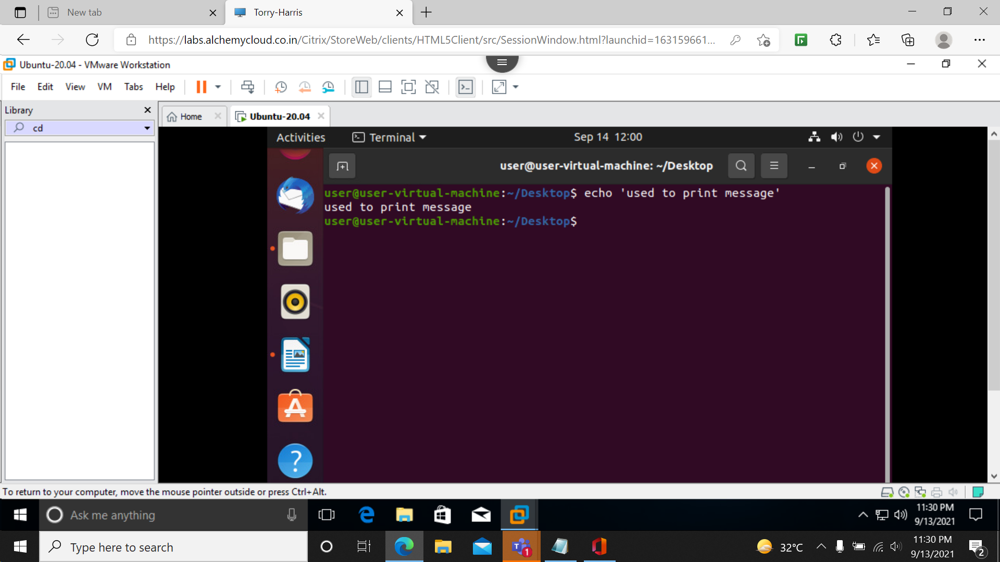 New tab
Torry-Harris
https://labs.alchemycloud.co.in/Citrix/StoreWeb/clients/HTML5Client/src/SessionWindow.html?launchid=163159661...
Ubuntu-20.04 - VMware Workstation
File Edit View VM Tabs Help
Library
cd
Home
Ubuntu-20.04
Activities
Terminal
Sep 14 12:00
user@user-virtual-machine: ~/Desktop
user@user-virtual-machine:~/Desktop$ echo 'used to print message'
used to print message
user@user-virtual-machine:~/Desktop$
To return to your computer, move the mouse pointer outside or press Ctrl+Alt.
Ask me anything
11:30 PM
9/13/2021
Type here to search
1
32°C
11:30 PM
9/13/2021
2